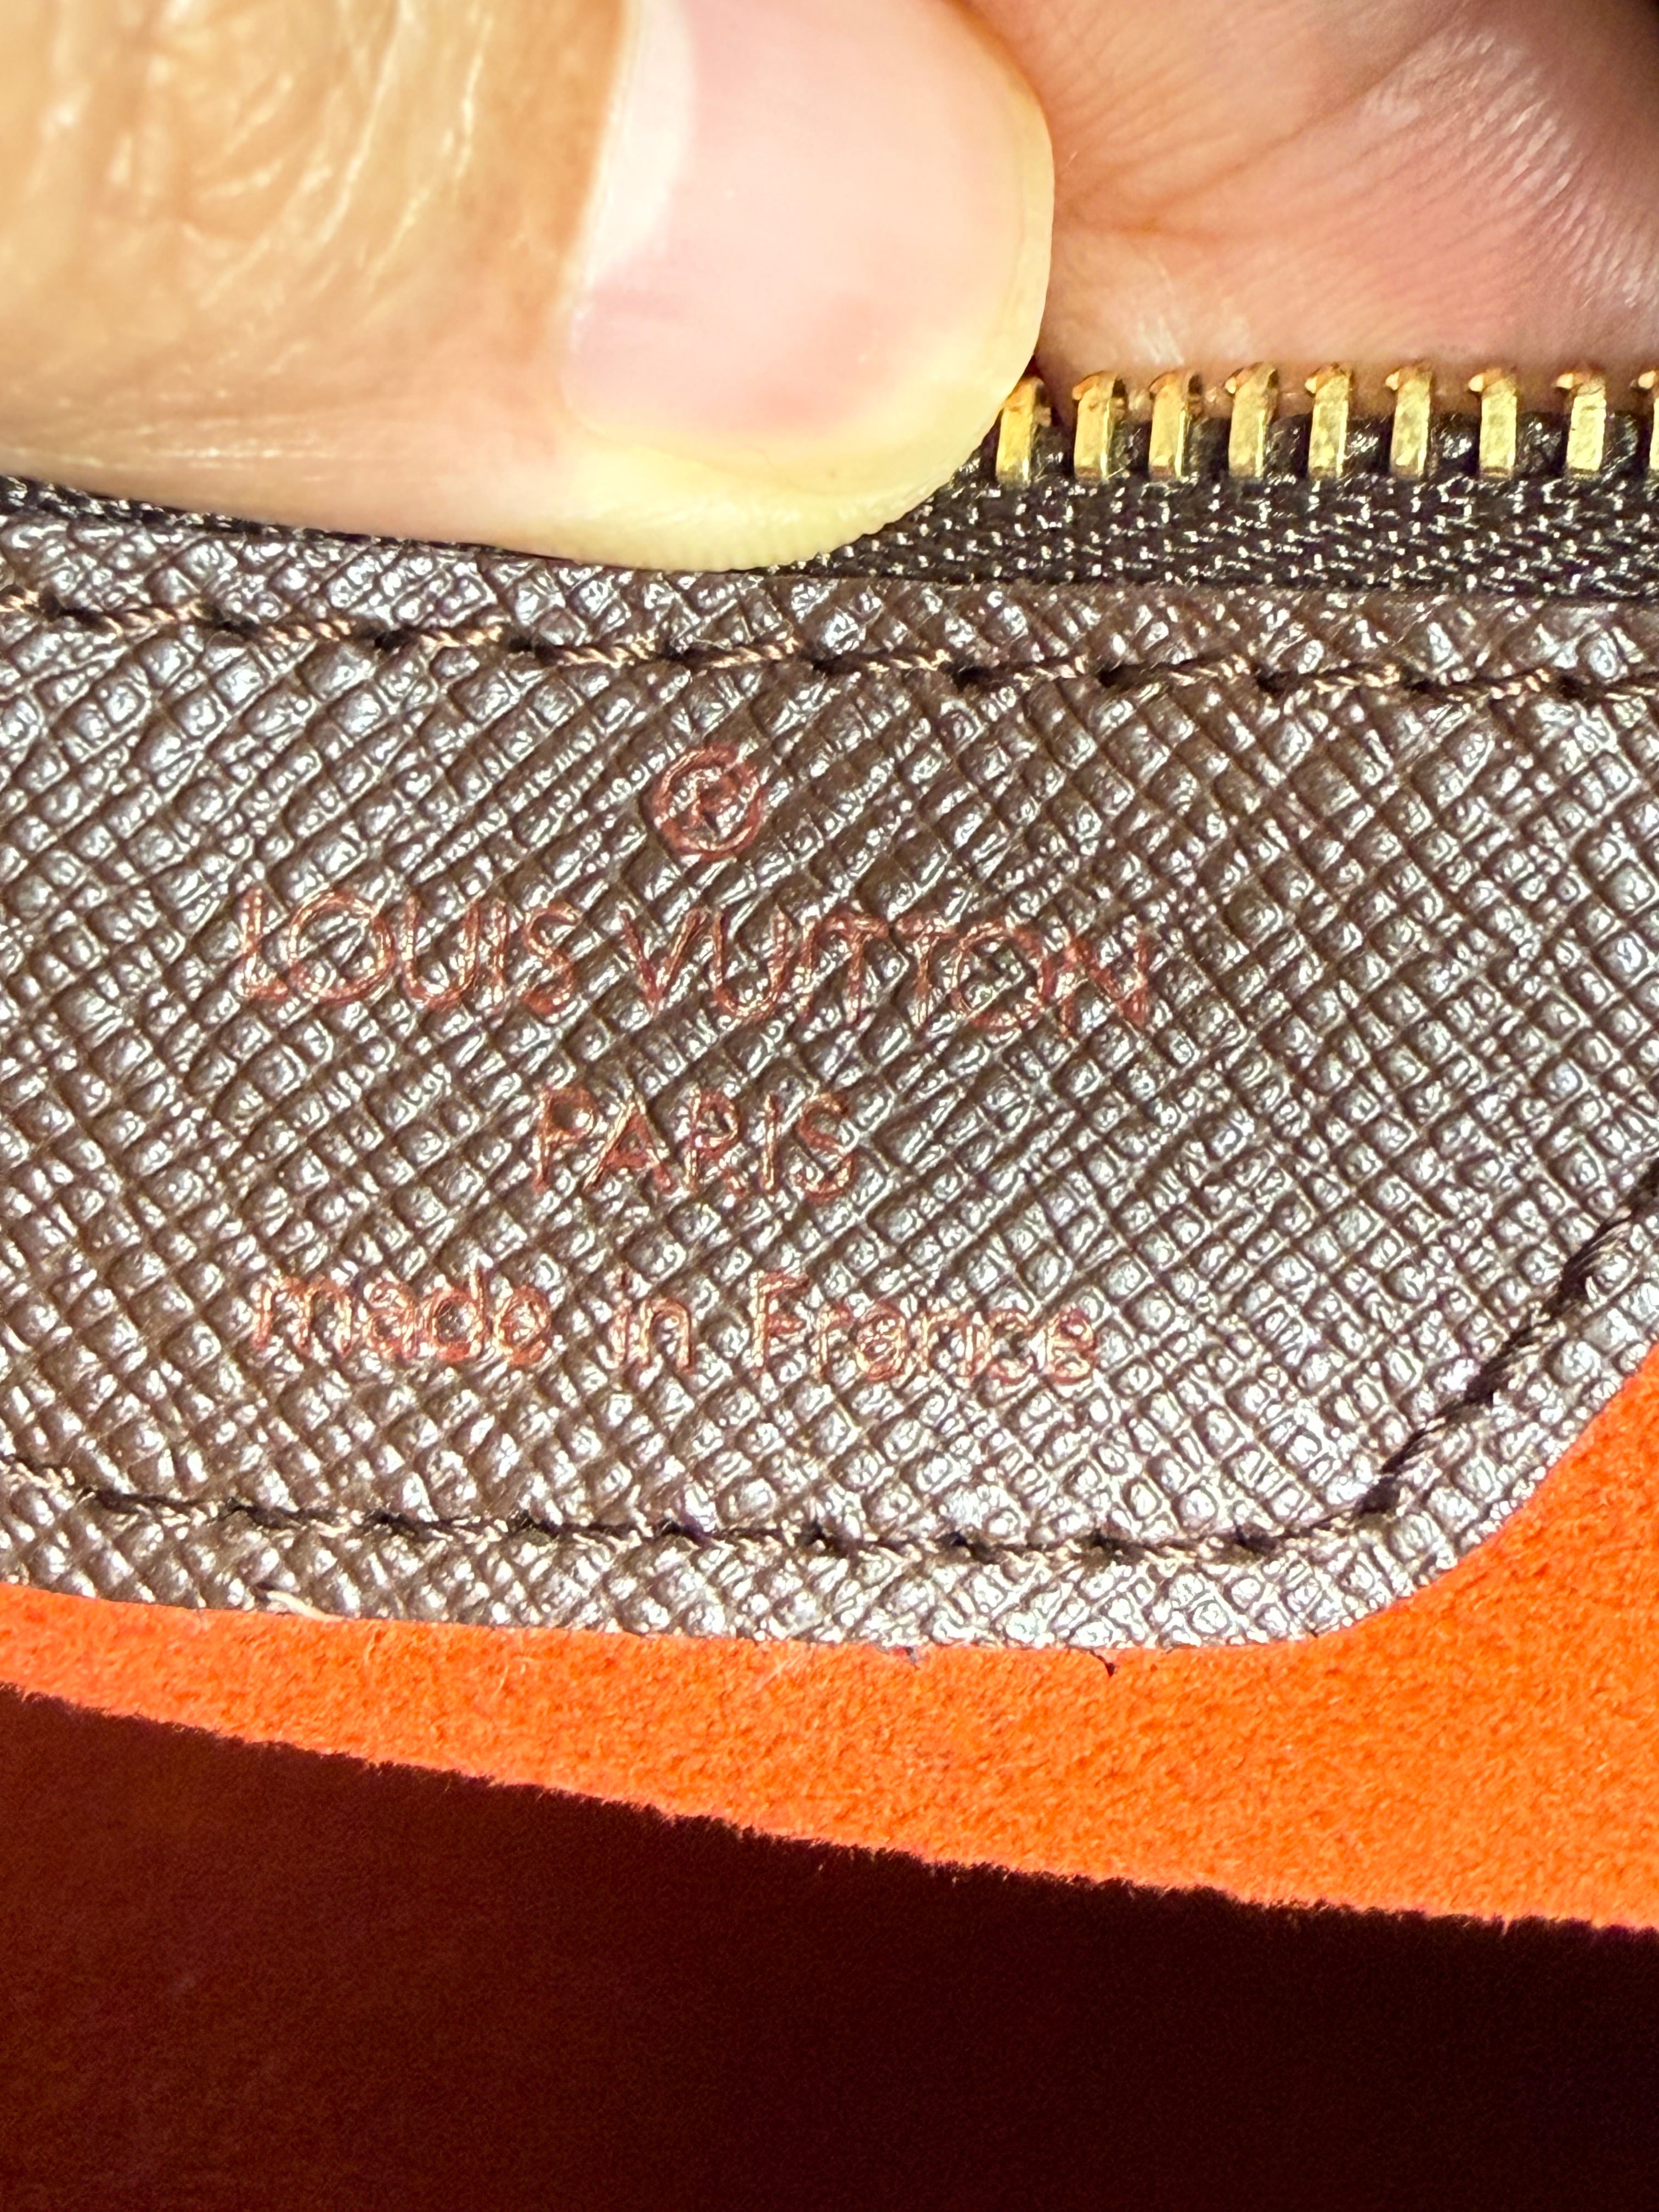 ®
LOUIS VUITTON
PARIS
made in France